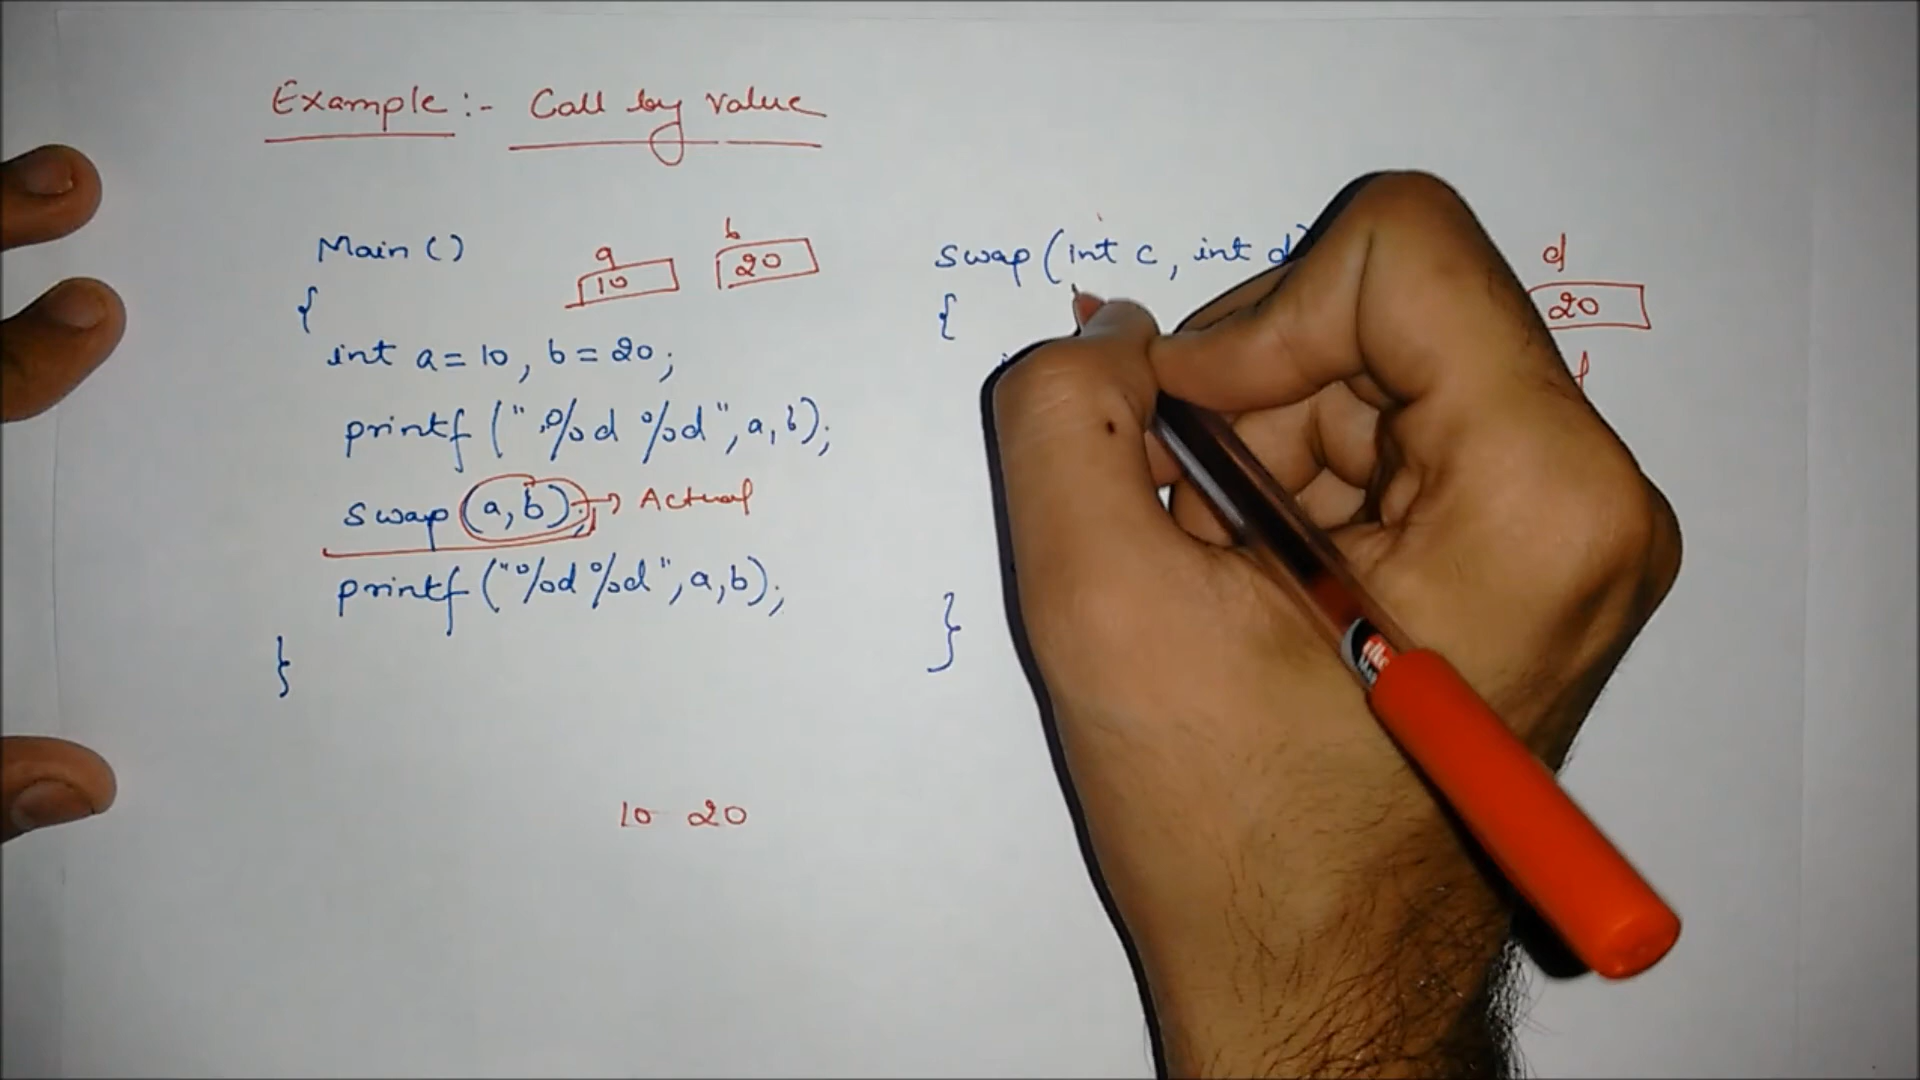 Example:- Call by value
Main ()
a
10
b
20
{
int a = 10, b = 20;
printf ("%d %d", a, b);
swap (a, b); → Actual
printf ("%d %d", a, b);
}
10 20
swap (int c, int d)
{
}
d
20